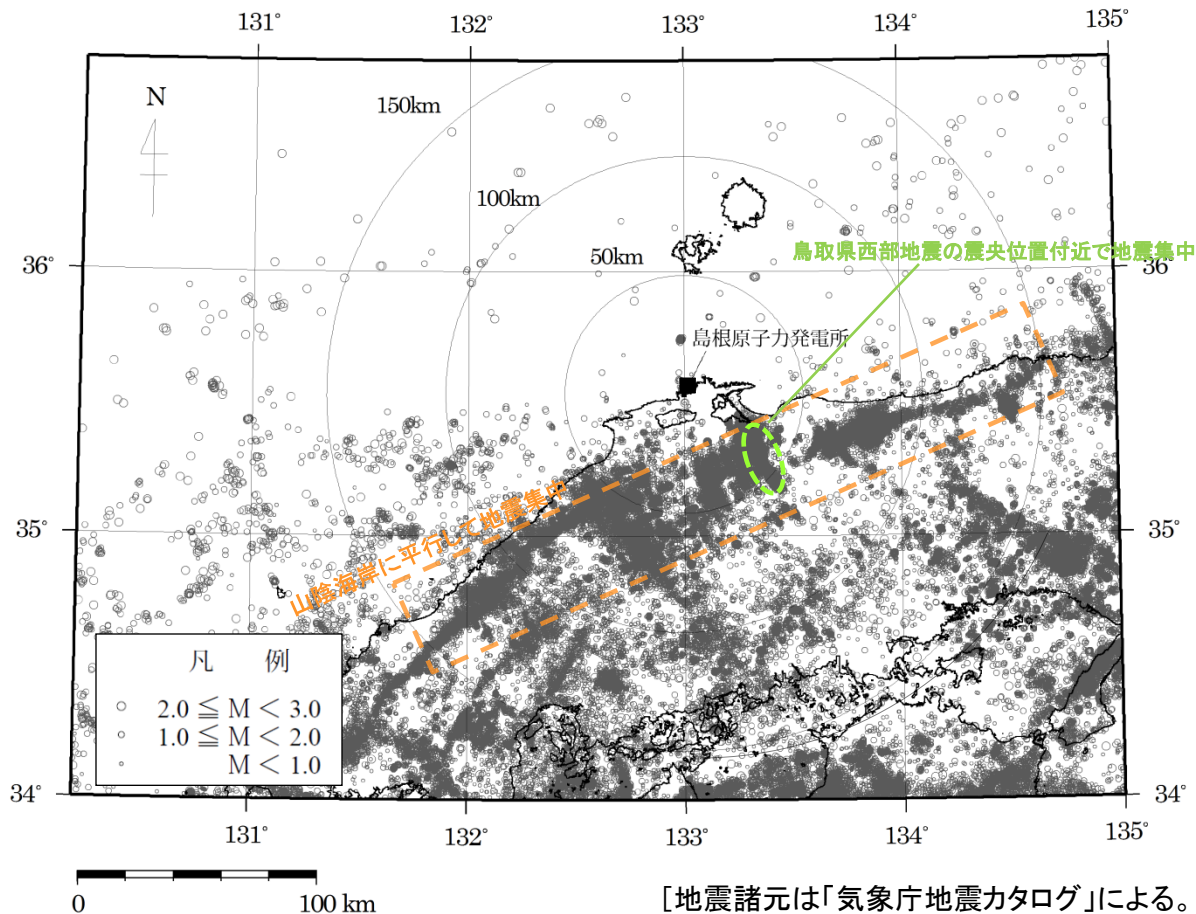 131°
132°
133°
134°
135°
N
150km
100km
50km
鳥取県西部地震の震央位置付近で地震集中
36°
36°
島根原子力発電所
山陰海岸に平行して地震集中
35°
35°
凡 例
2.0 ≦ M < 3.0
1.0 ≦ M < 2.0
M < 1.0
34°
34°
131°
132°
133°
134°
135°
0
100 km
[地震諸元は「気象庁地震カタログ」による。